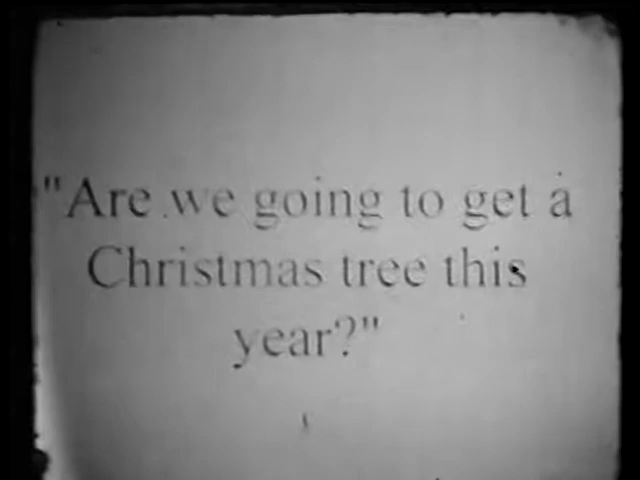 "Are we going to get a
Christmas tree this
year?"